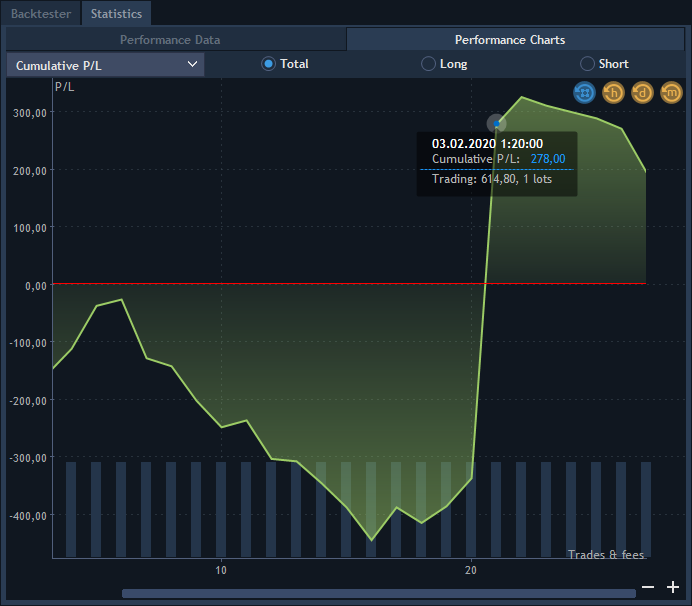 Backtester Statistics
Performance Data Performance Charts
Cumulative P/L Total Long Short
P/L
h d m
300,00
03.02.2020 1:20:00
Cumulative P/L: 278,00
Trading: 614,80, 1 lots
200,00
100,00
0,00
-100,00
-200,00
-300,00
-400,00
Trades & fees
10 20